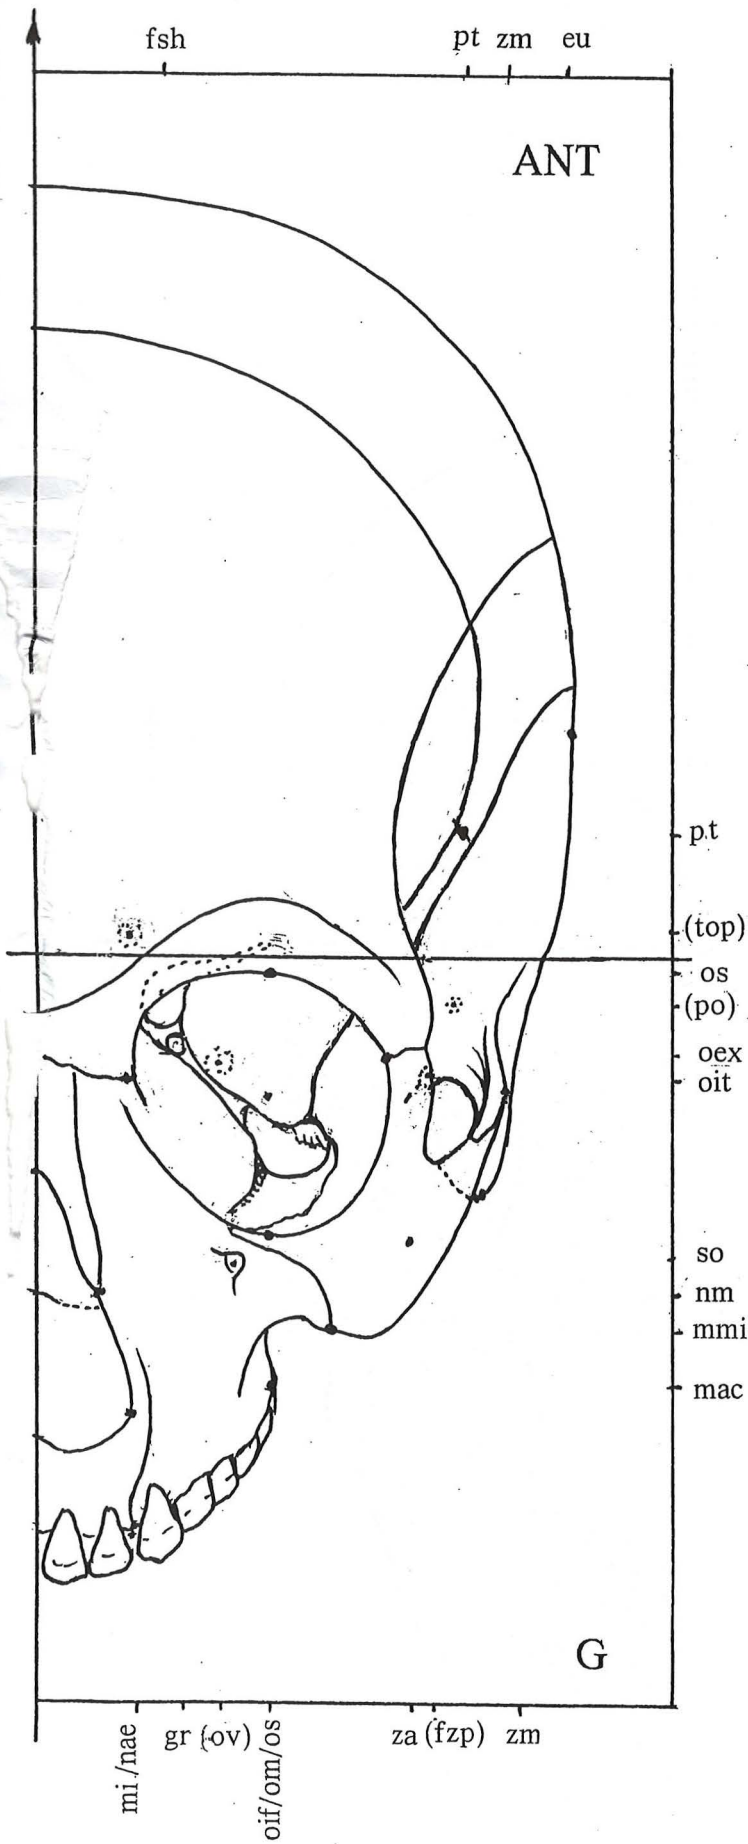 fsh pt zm eu
ANT
p.t
(top)
os
(po)
oex
oit
so
nm
mmi
mac
G
mi./nae gr (ov) oif/om/os za (fzp) zm